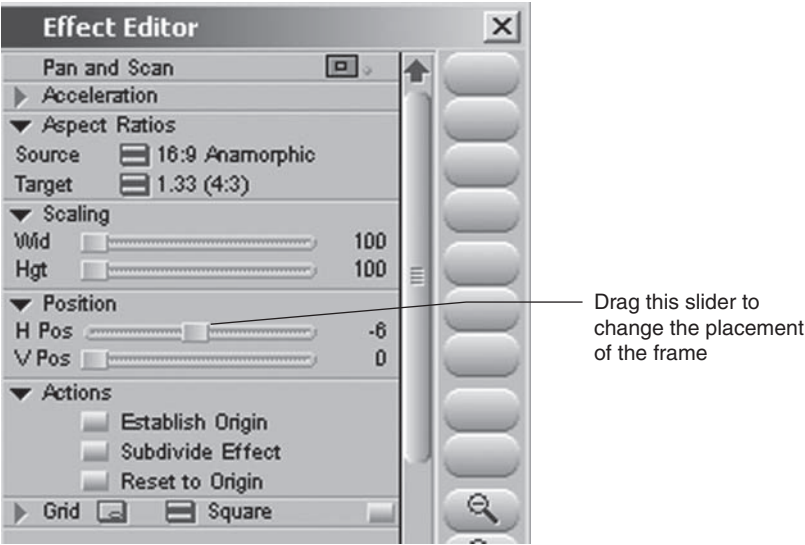 Effect Editor
Pan and Scan
Acceleration
Aspect Ratios
Source 16:9 Anamorphic
Target 1.33 (4:3)
Scaling
Wid 100
Hgt 100
Position
H Pos -6
V Pos 0
Actions
Establish Origin
Subdivide Effect
Reset to Origin
Grid Square
Drag this slider to
change the placement
of the frame